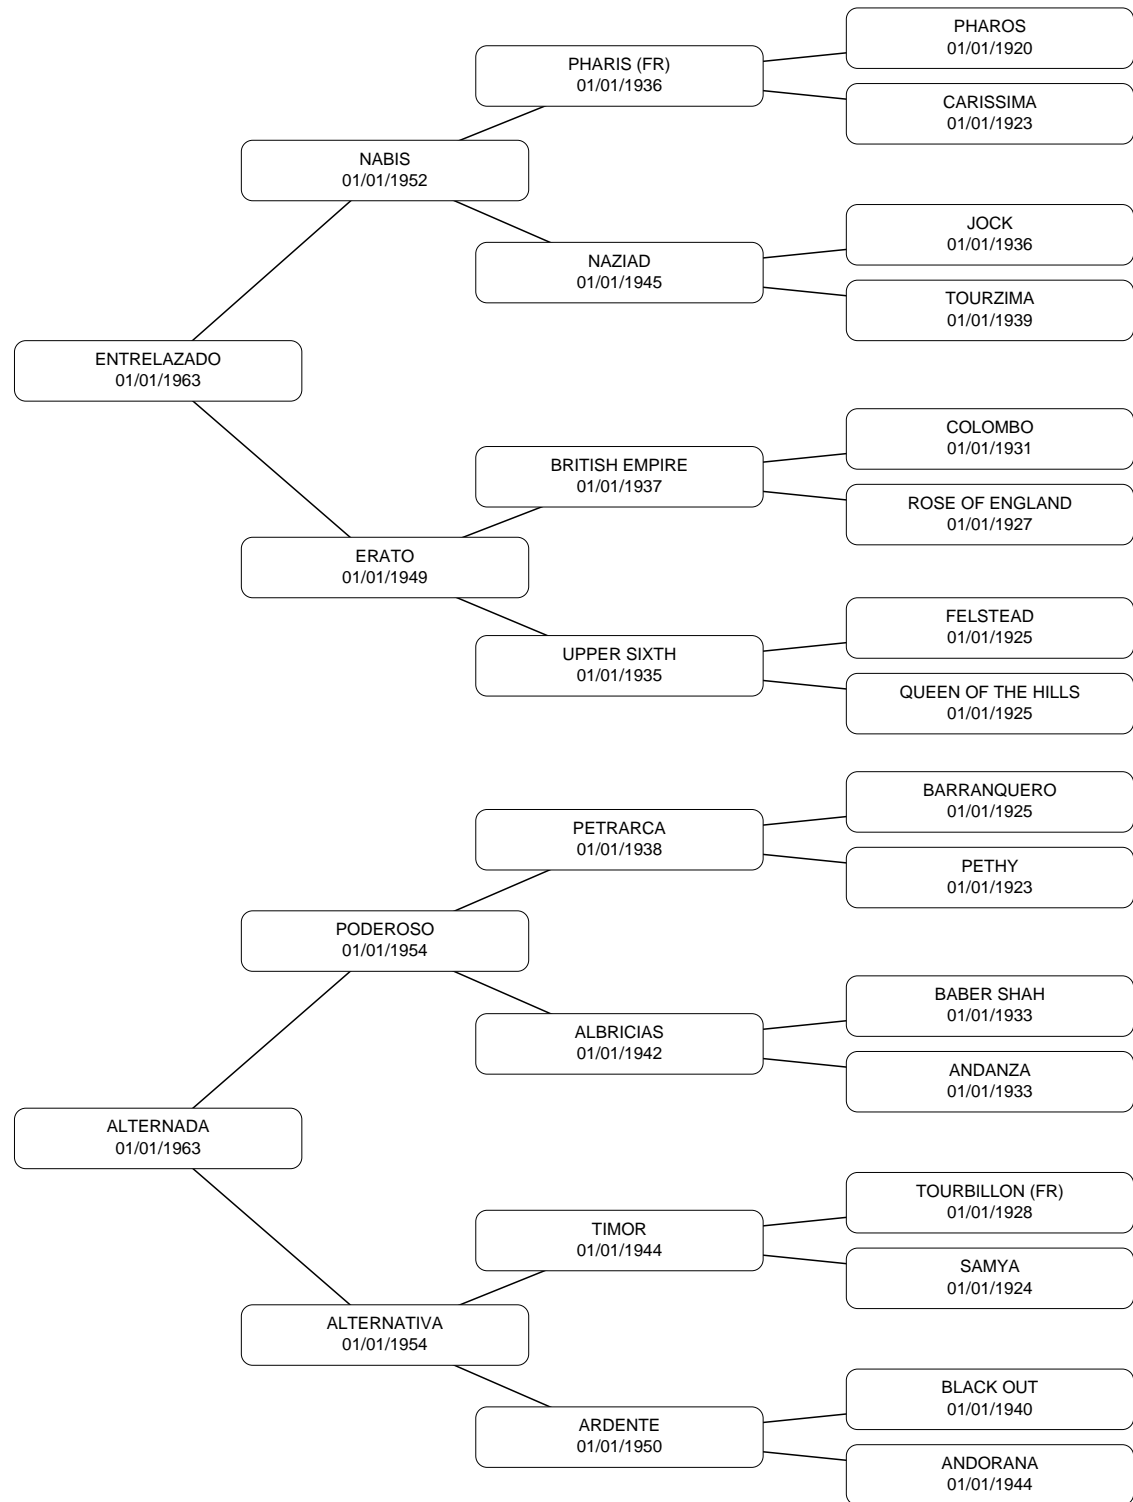 PHAROS
01/01/1920
PHARIS (FR)
01/01/1936
CARISSIMA
01/01/1923
NABIS
01/01/1952
JOCK
01/01/1936
NAZIAD
01/01/1945
TOURZIMA
01/01/1939
ENTRELAZADO
01/01/1963
COLOMBO
01/01/1931
BRITISH EMPIRE
01/01/1937
ROSE OF ENGLAND
01/01/1927
ERATO
01/01/1949
FELSTEAD
01/01/1925
UPPER SIXTH
01/01/1935
QUEEN OF THE HILLS
01/01/1925
BARRANQUERO
01/01/1925
PETRARCA
01/01/1938
PETHY
01/01/1923
PODEROSO
01/01/1954
BABER SHAH
01/01/1933
ALBRICIAS
01/01/1942
ANDANZA
01/01/1933
ALTERNADA
01/01/1963
TOURBILLON (FR)
01/01/1928
TIMOR
01/01/1944
SAMYA
01/01/1924
ALTERNATIVA
01/01/1954
BLACK OUT
01/01/1940
ARDENTE
01/01/1950
ANDORANA
01/01/1944